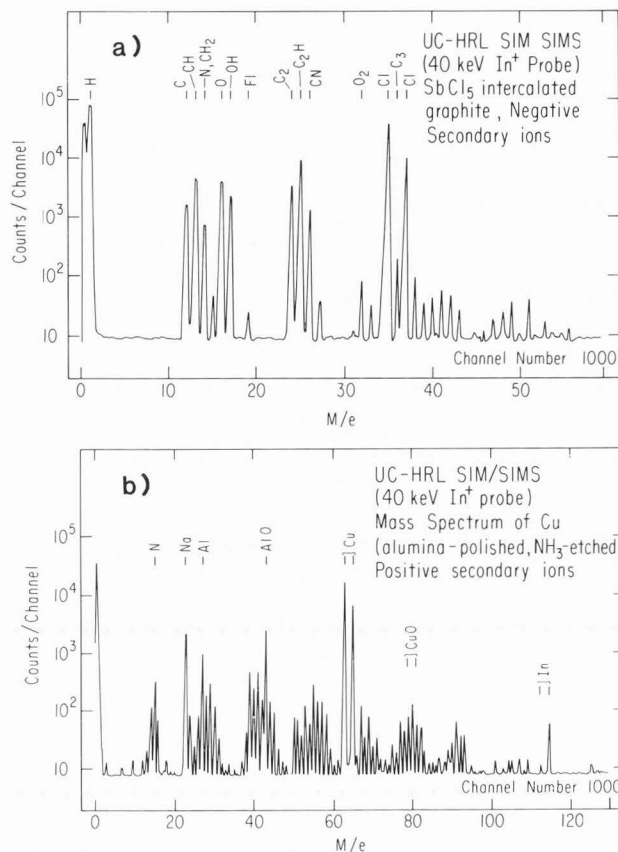 a)
UC-HRL SIM SIMS
(40 keV In+ Probe)
SbCl5 intercalated
graphite, Negative
Secondary ions
H
C
CH
N,CH2
O
OH
Fl
C2
C2H
CN
O2
Cl
C3
Cl
10^5
10^4
10^3
10^2
10
Counts/Channel
Channel Number 1000
0 10 20 30 40 50
M/e
b)
UC-HRL SIM/SIMS
(40 keV In+ probe)
Mass Spectrum of Cu
(alumina-polished, NH3-etched
Positive secondary ions
N
Na
Al
AlO
]Cu
]CuO
]In
10^5
10^4
10^3
10^2
10
Counts/Channel
Channel Number 1000
0 20 40 60 80 100 120
M/e